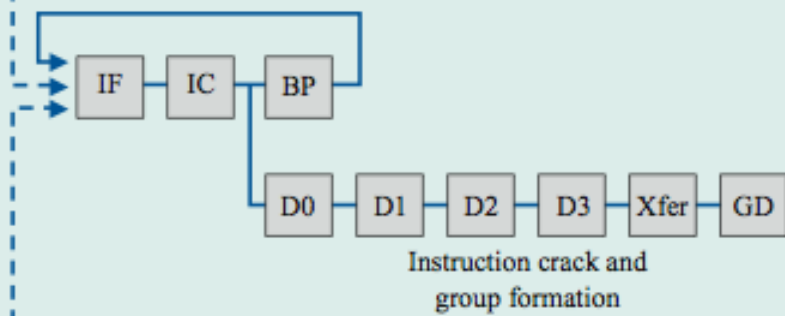 IF IC BP
D0 D1 D2 D3 Xfer GD
Instruction crack and
group formation